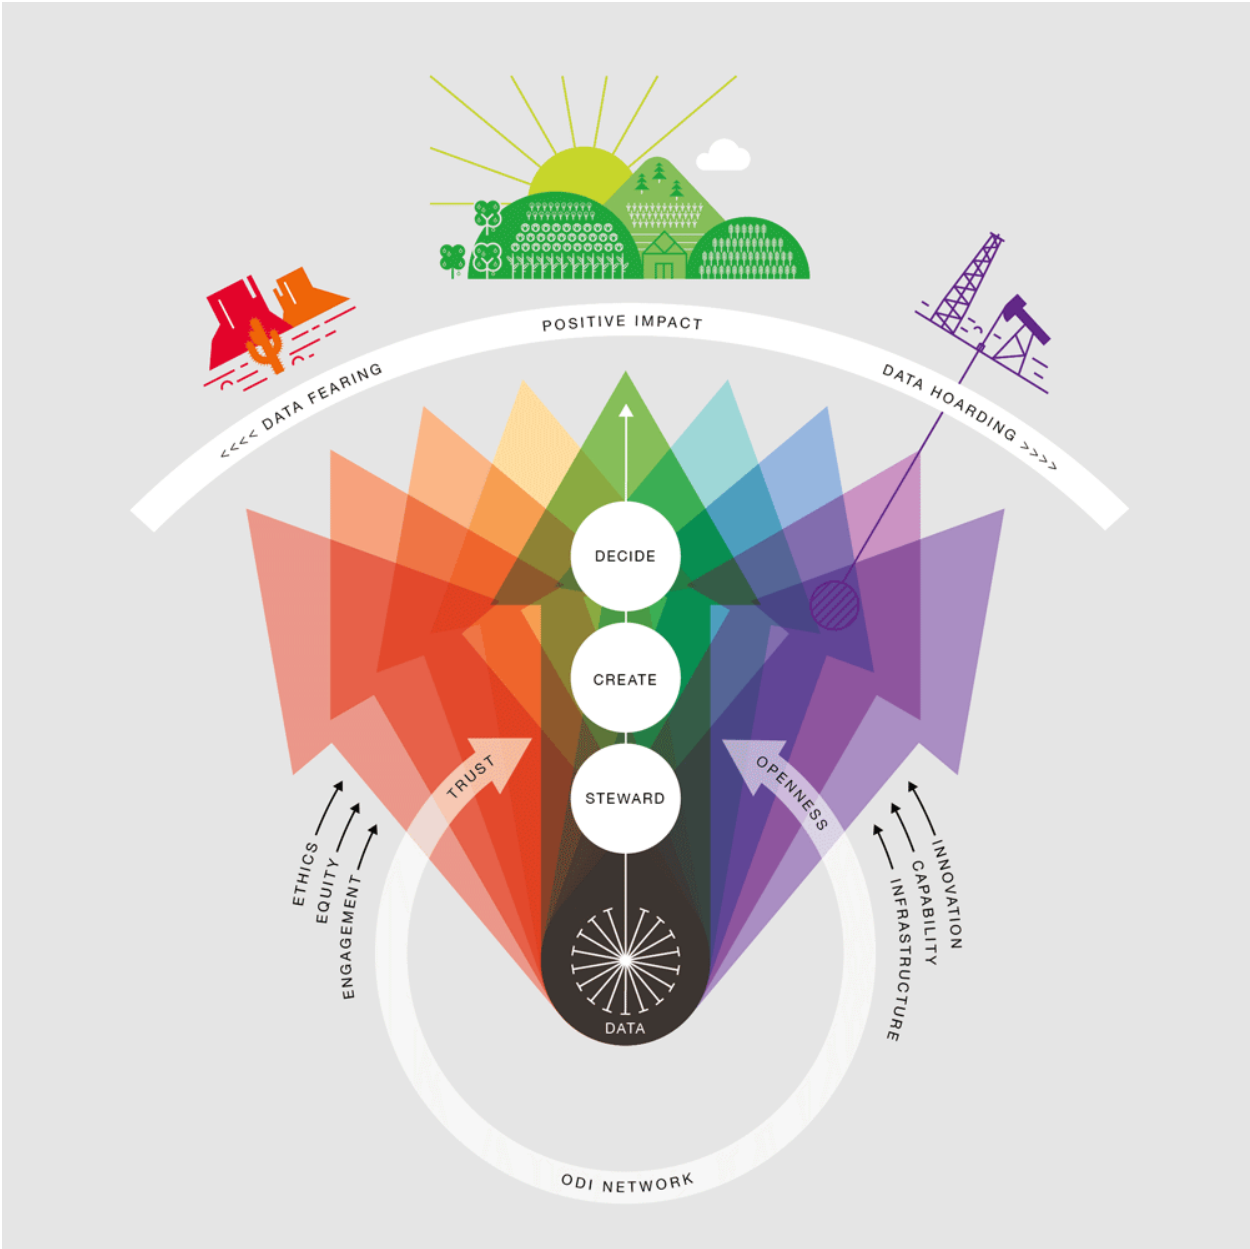 POSITIVE IMPACT
<<<< DATA FEARING
DATA HOARDING >>>>
DECIDE
CREATE
STEWARD
TRUST
OPENNESS
ETHICS
EQUITY
ENGAGEMENT
INNOVATION
CAPABILITY
INFRASTRUCTURE
DATA
ODI NETWORK